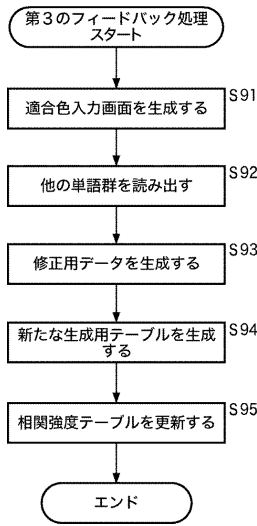 第3のフィードバック処理
スタート
S91
適合色入力画面を生成する
S92
他の単語群を読み出す
S93
修正用データを生成する
S94
新たな生成用テーブルを生成
する
S95
相関強度テーブルを更新する
エンド